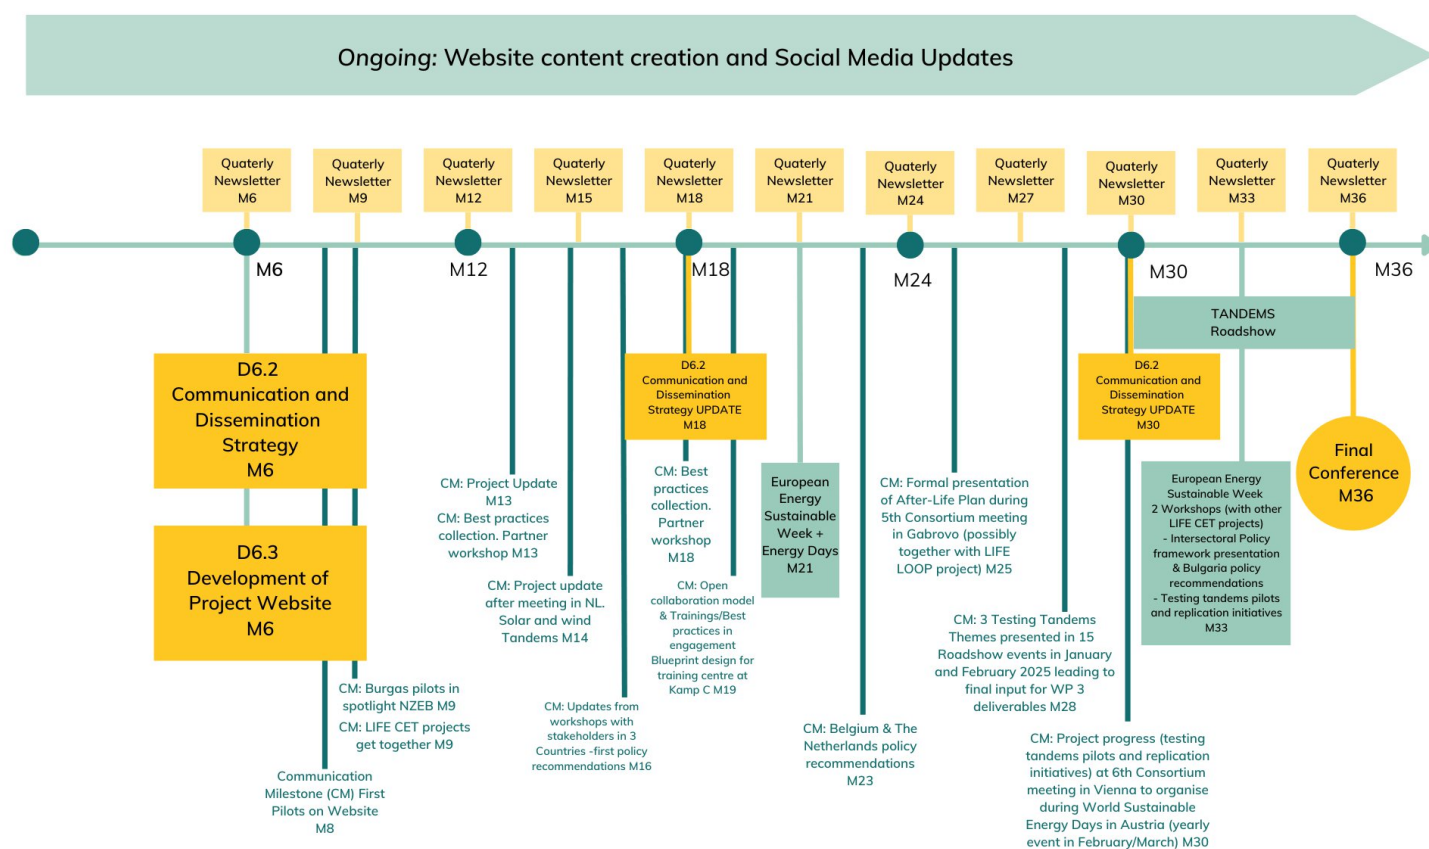 Ongoing: Website content creation and Social Media Updates
Quaterly
Newsletter
M6
Quaterly
Newsletter
M9
Quaterly
Newsletter
M12
Quaterly
Newsletter
M15
Quaterly
Newsletter
M18
Quaterly
Newsletter
M21
Quaterly
Newsletter
M24
Quaterly
Newsletter
M27
Quaterly
Newsletter
M30
Quaterly
Newsletter
M33
Quaterly
Newsletter
M36
M6
M12
M18
M24
M30
M36
TANDEMS
Roadshow
D6.2
Communication and
Dissemination
Strategy
M6
D6.3
Development of
Project Website
M6
Communication
Milestone (CM) First
Pilots on Website
M8
CM: Burgas pilots in
spotlight NZEB M9
CM: LIFE CET projects
get together M9
CM: Project Update
M13
CM: Best practices
collection. Partner
workshop M13
CM: Project update
after meeting in NL.
Solar and wind
Tandems M14
CM: Updates from
workshops with
stakeholders in 3
Countries -first policy
recommendations M16
D6.2
Communication and
Dissemination
Strategy UPDATE
M18
CM: Best
practices
collection.
Partner
workshop
M18
CM: Open
collaboration model
& Trainings/Best
practices in
engagement
Blueprint design for
training centre at
Kamp C M19
European
Energy
Sustainable
Week +
Energy Days
M21
CM: Belgium & The
Netherlands policy
recommendations
M23
CM: Formal presentation
of After-Life Plan during
5th Consortium meeting
in Gabrovo (possibly
together with LIFE
LOOP project) M25
CM: 3 Testing Tandems
Themes presented in 15
Roadshow events in January
and February 2025 leading to
final input for WP 3
deliverables M28
D6.2
Communication and
Dissemination
Strategy UPDATE
M30
CM: Project progress (testing
tandems pilots and replication
initiatives) at 6th Consortium
meeting in Vienna to organise
during World Sustainable
Energy Days in Austria (yearly
event in February/March) M30
European Energy
Sustainable Week
2 Workshops (with other
LIFE CET projects)
- Intersectoral Policy
framework presentation
& Bulgaria policy
recommendations
- Testing tandems pilots
and replication initiatives
M33
Final
Conference
M36